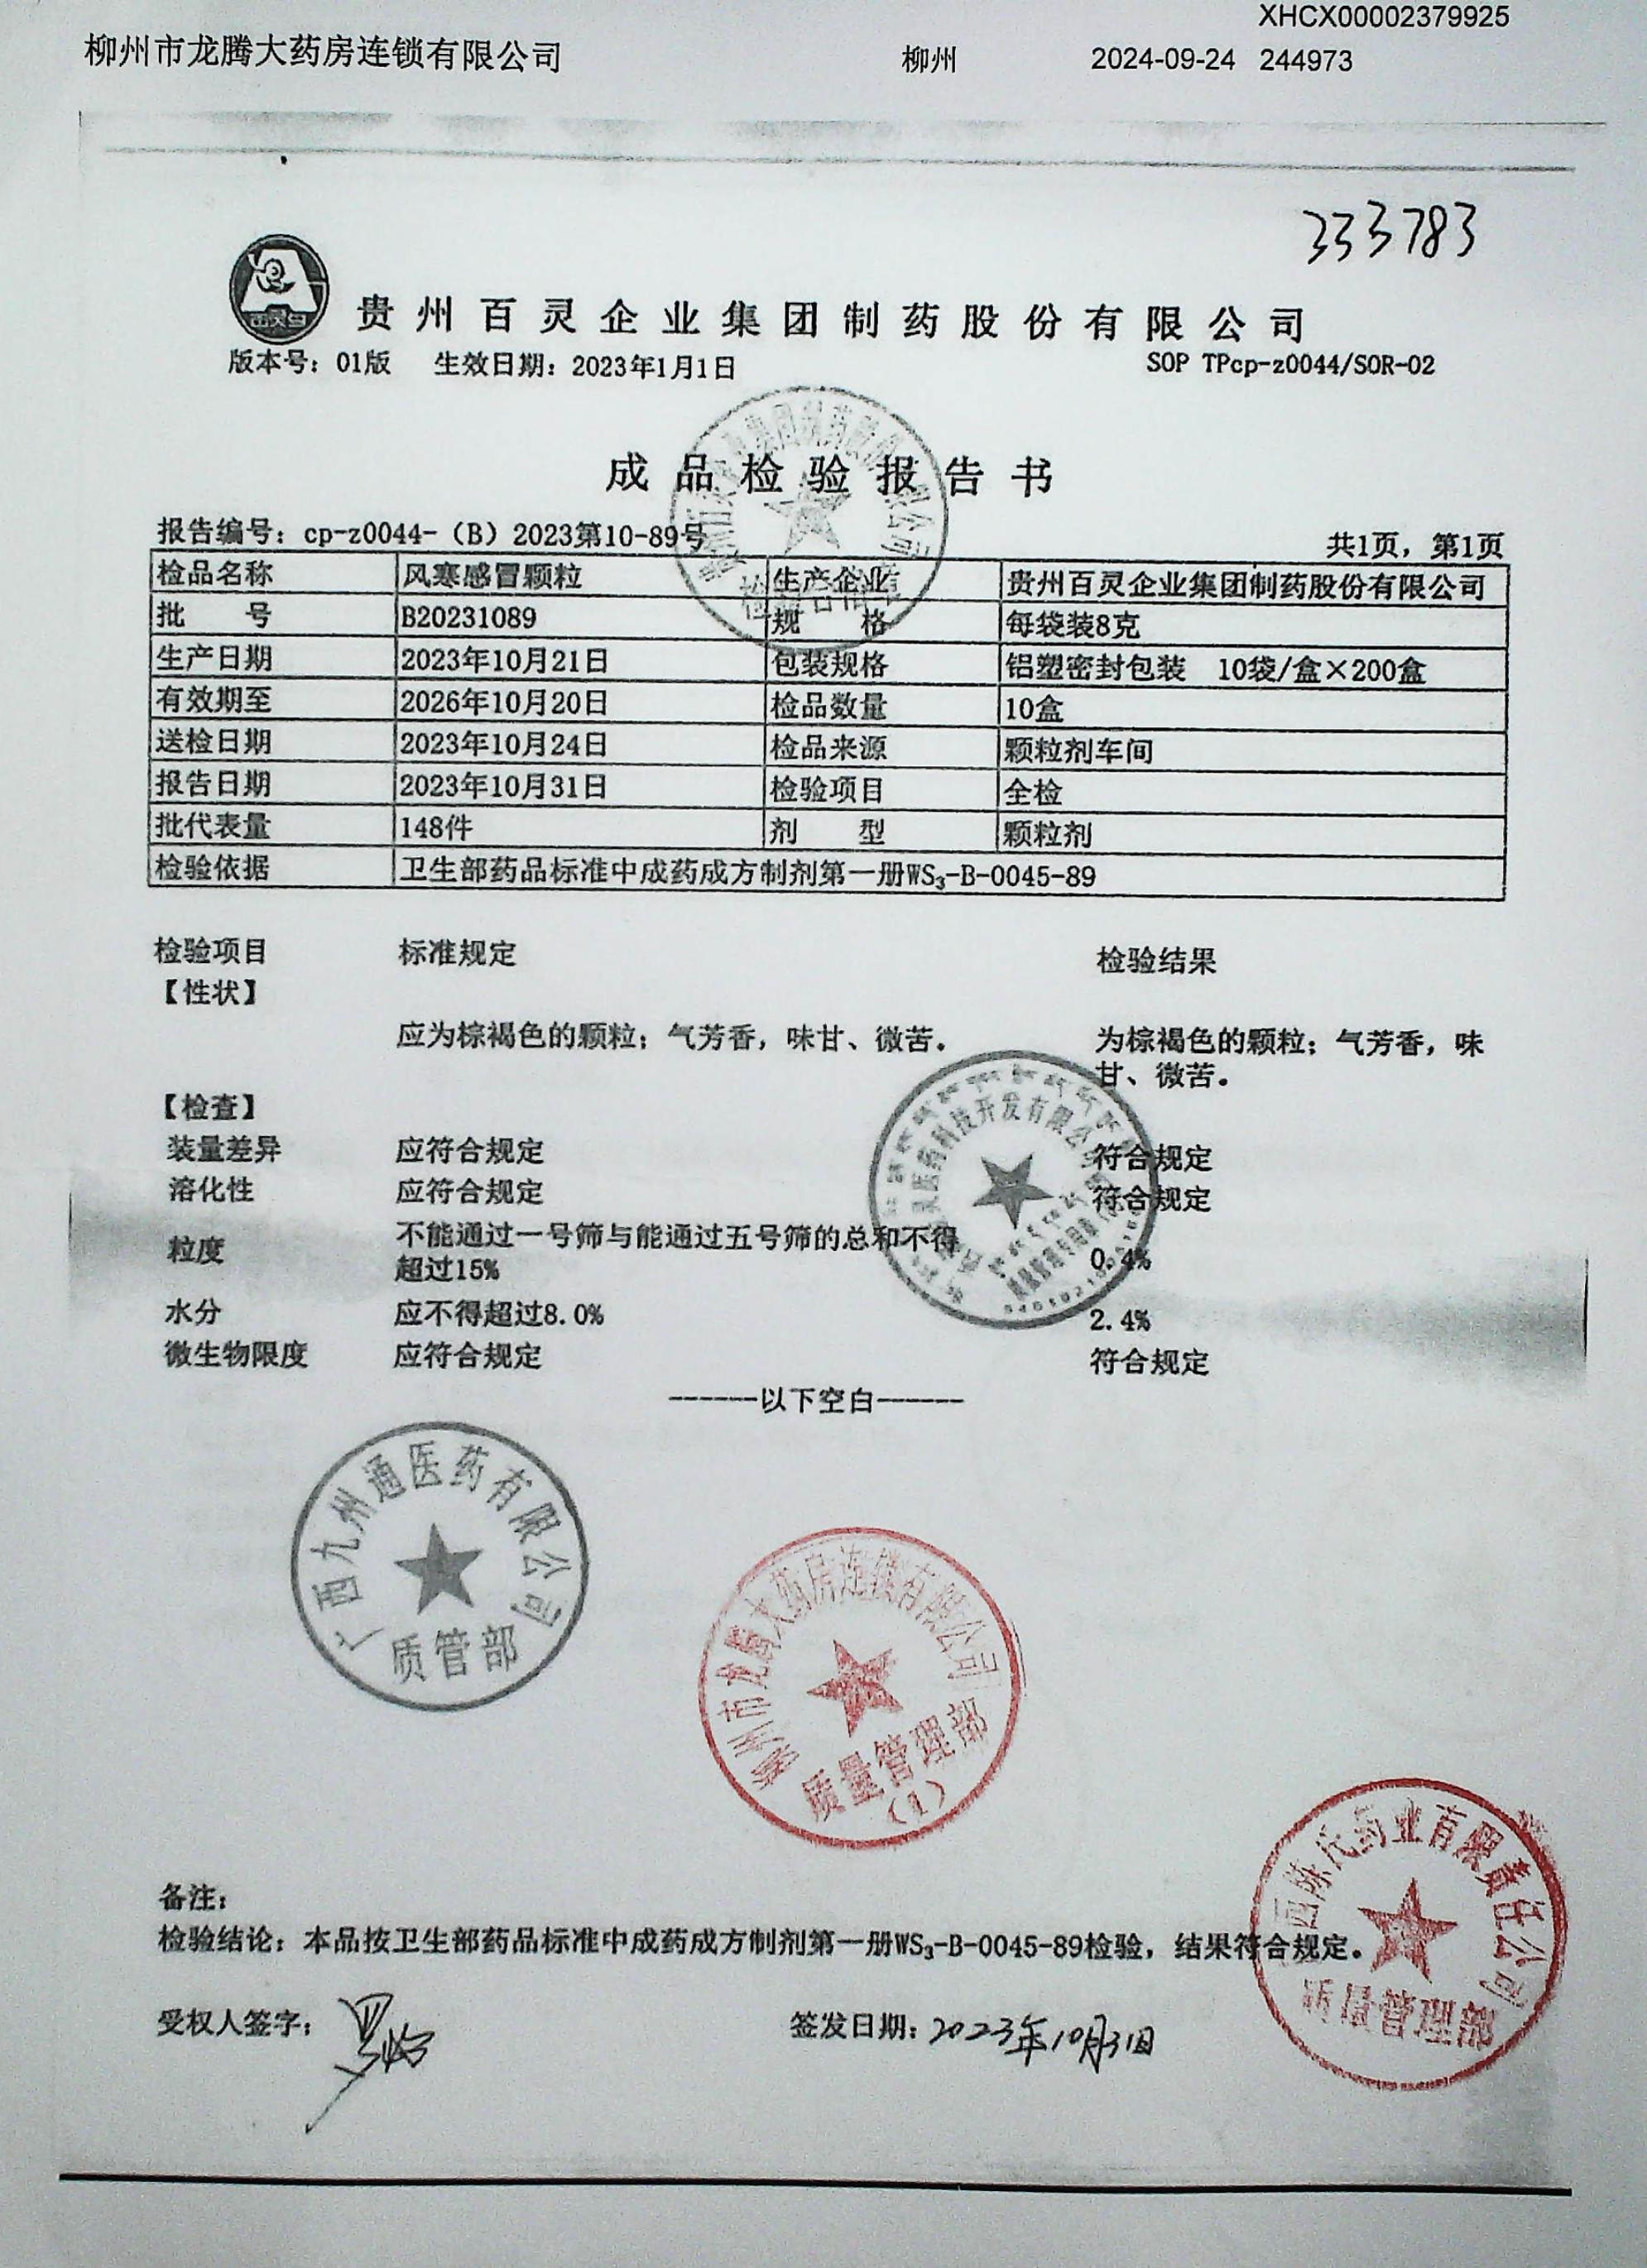 XHCX00002379925
柳州市龙腾大药房连锁有限公司 柳州 2024-09-24 244973
333783
贵州百灵企业集团制药股份有限公司
版本号：01版 生效日期：2023年1月1日 SOP TPcp-z0044/SOR-02
成品检验报告书
报告编号：cp-z0044-（B）2023第10-89号 共1页，第1页
检品名称 风寒感冒颗粒 生产企业 贵州百灵企业集团制药股份有限公司
批 号 B20231089 规 格 每袋装8克
生产日期 2023年10月21日 包装规格 铝塑密封包装 10袋/盒×200盒
有效期至 2026年10月20日 检品数量 10盒
送检日期 2023年10月24日 检品来源 颗粒剂车间
报告日期 2023年10月31日 检验项目 全检
批代表量 148件 剂 型 颗粒剂
检验依据 卫生部药品标准中成药成方制剂第一册WS₃-B-0045-89
检验项目 标准规定 检验结果
【性状】
应为棕褐色的颗粒；气芳香，味甘、微苦。 为棕褐色的颗粒；气芳香，味
甘、微苦。
【检查】
装量差异 应符合规定 符合规定
溶化性 应符合规定 符合规定
粒度 不能通过一号筛与能通过五号筛的总和不得 0.4%
超过15%
水分 应不得超过8.0% 2.4%
微生物限度 应符合规定 符合规定
------以下空白------
广西九州通医药有限公司
质管部
柳州市龙腾大药房连锁有限公司
质量管理部
(1)
西陈氏药业有限责任公司
备注：
检验结论：本品按卫生部药品标准中成药成方制剂第一册WS₃-B-0045-89检验，结果符合规定。
受权人签字： 签发日期：2023年10月31日